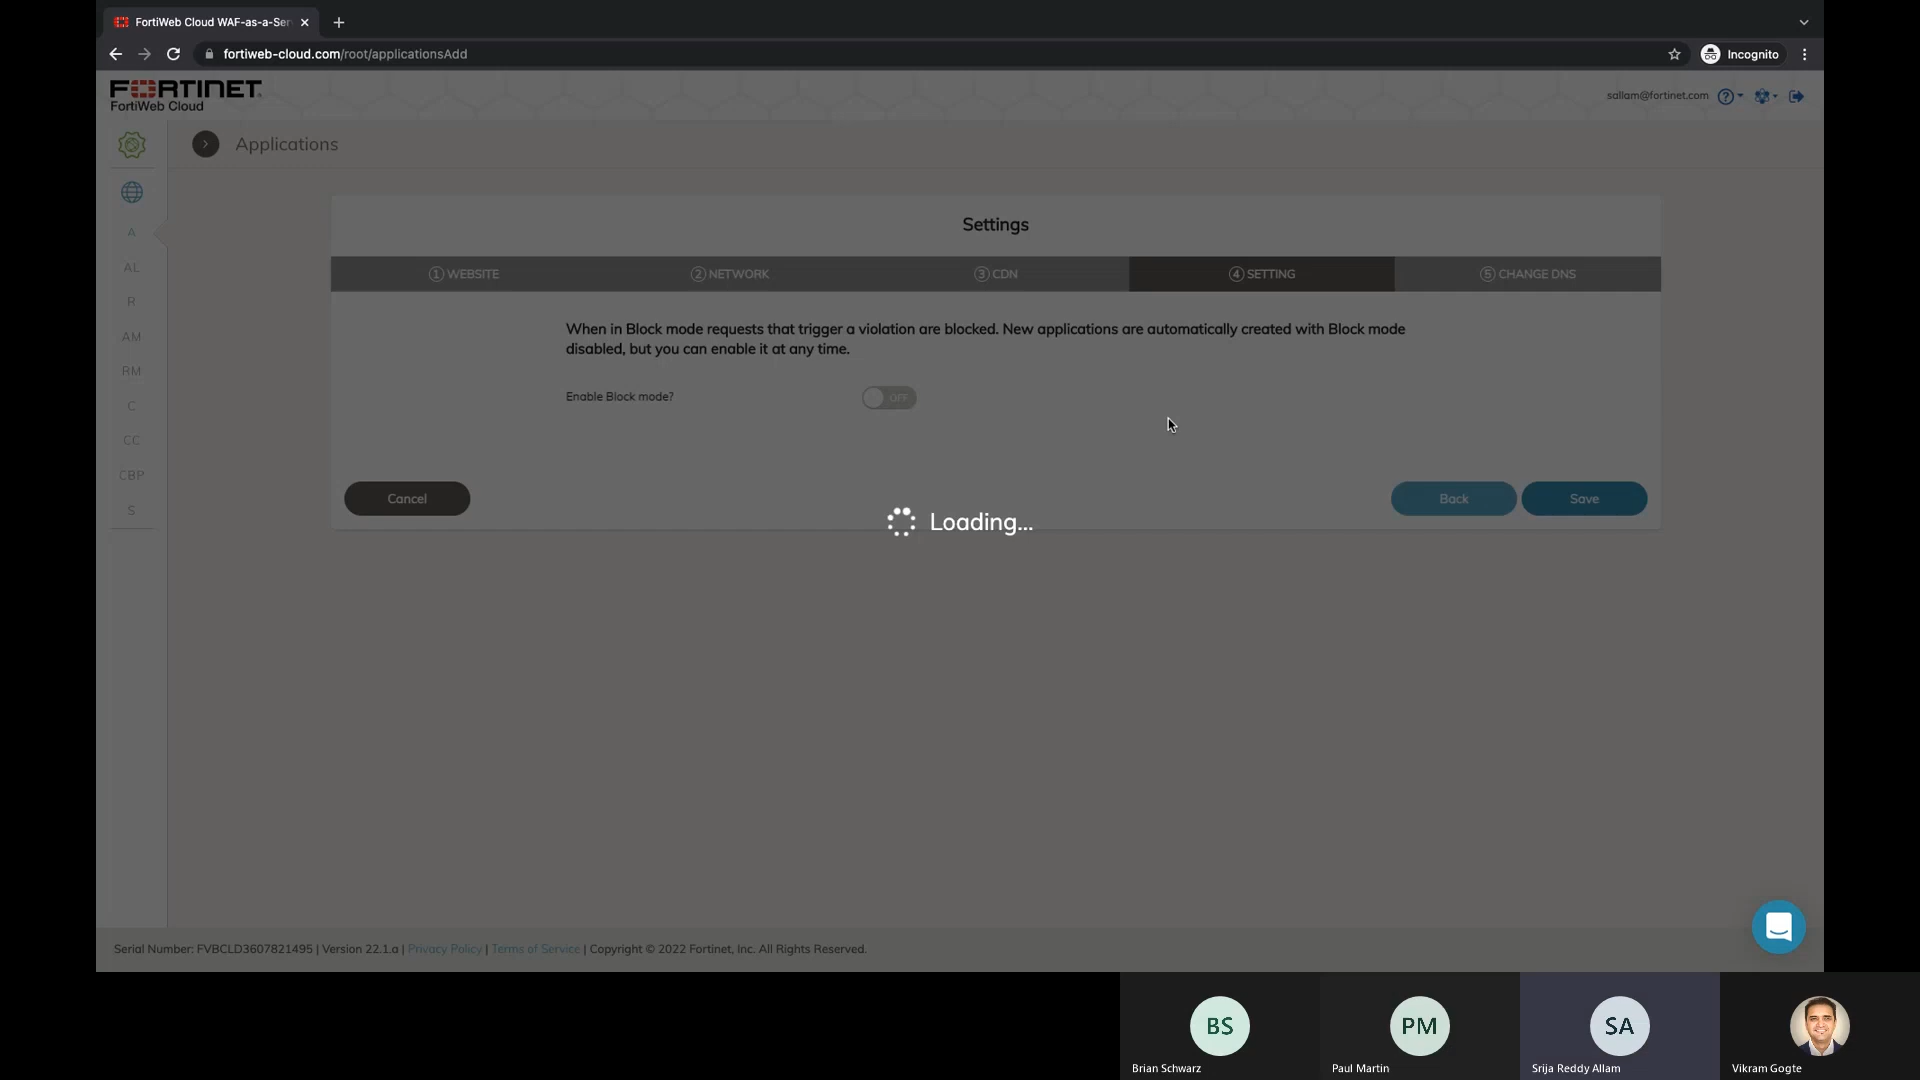 FortiWeb Cloud WAF-as-a-Ser
fortiweb-cloud.com/root/applicationsAdd
Incognito
FORTINET
FortiWeb Cloud
sallam@fortinet.com
Applications
A
AL
R
AM
RM
C
CC
CBP
S
Settings
1 WEBSITE
2 NETWORK
3 CDN
4 SETTING
5 CHANGE DNS
When in Block mode requests that trigger a violation are blocked. New applications are automatically created with Block mode
disabled, but you can enable it at any time.
Enable Block mode?
OFF
Cancel
Back
Save
Loading...
Serial Number: FVBCLD3607821495 | Version 22.1.a | Privacy Policy | Terms of Service | Copyright © 2022 Fortinet, Inc. All Rights Reserved.
BS
PM
SA
Brian Schwarz
Paul Martin
Srija Reddy Allam
Vikram Gogte